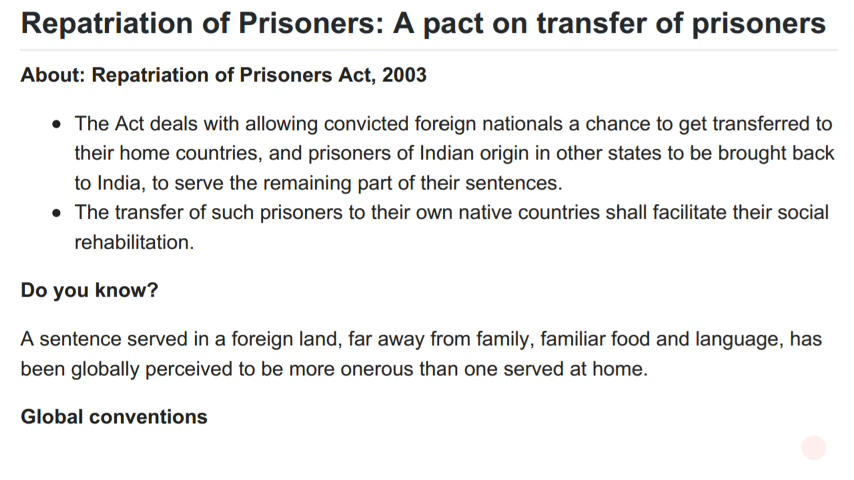 Repatriation of Prisoners: A pact on transfer of prisoners
About: Repatriation of Prisoners Act, 2003
• The Act deals with allowing convicted foreign nationals a chance to get transferred to
their home countries, and prisoners of Indian origin in other states to be brought back
to India, to serve the remaining part of their sentences.
• The transfer of such prisoners to their own native countries shall facilitate their social
rehabilitation.
Do you know?
A sentence served in a foreign land, far away from family, familiar food and language, has
been globally perceived to be more onerous than one served at home.
Global conventions